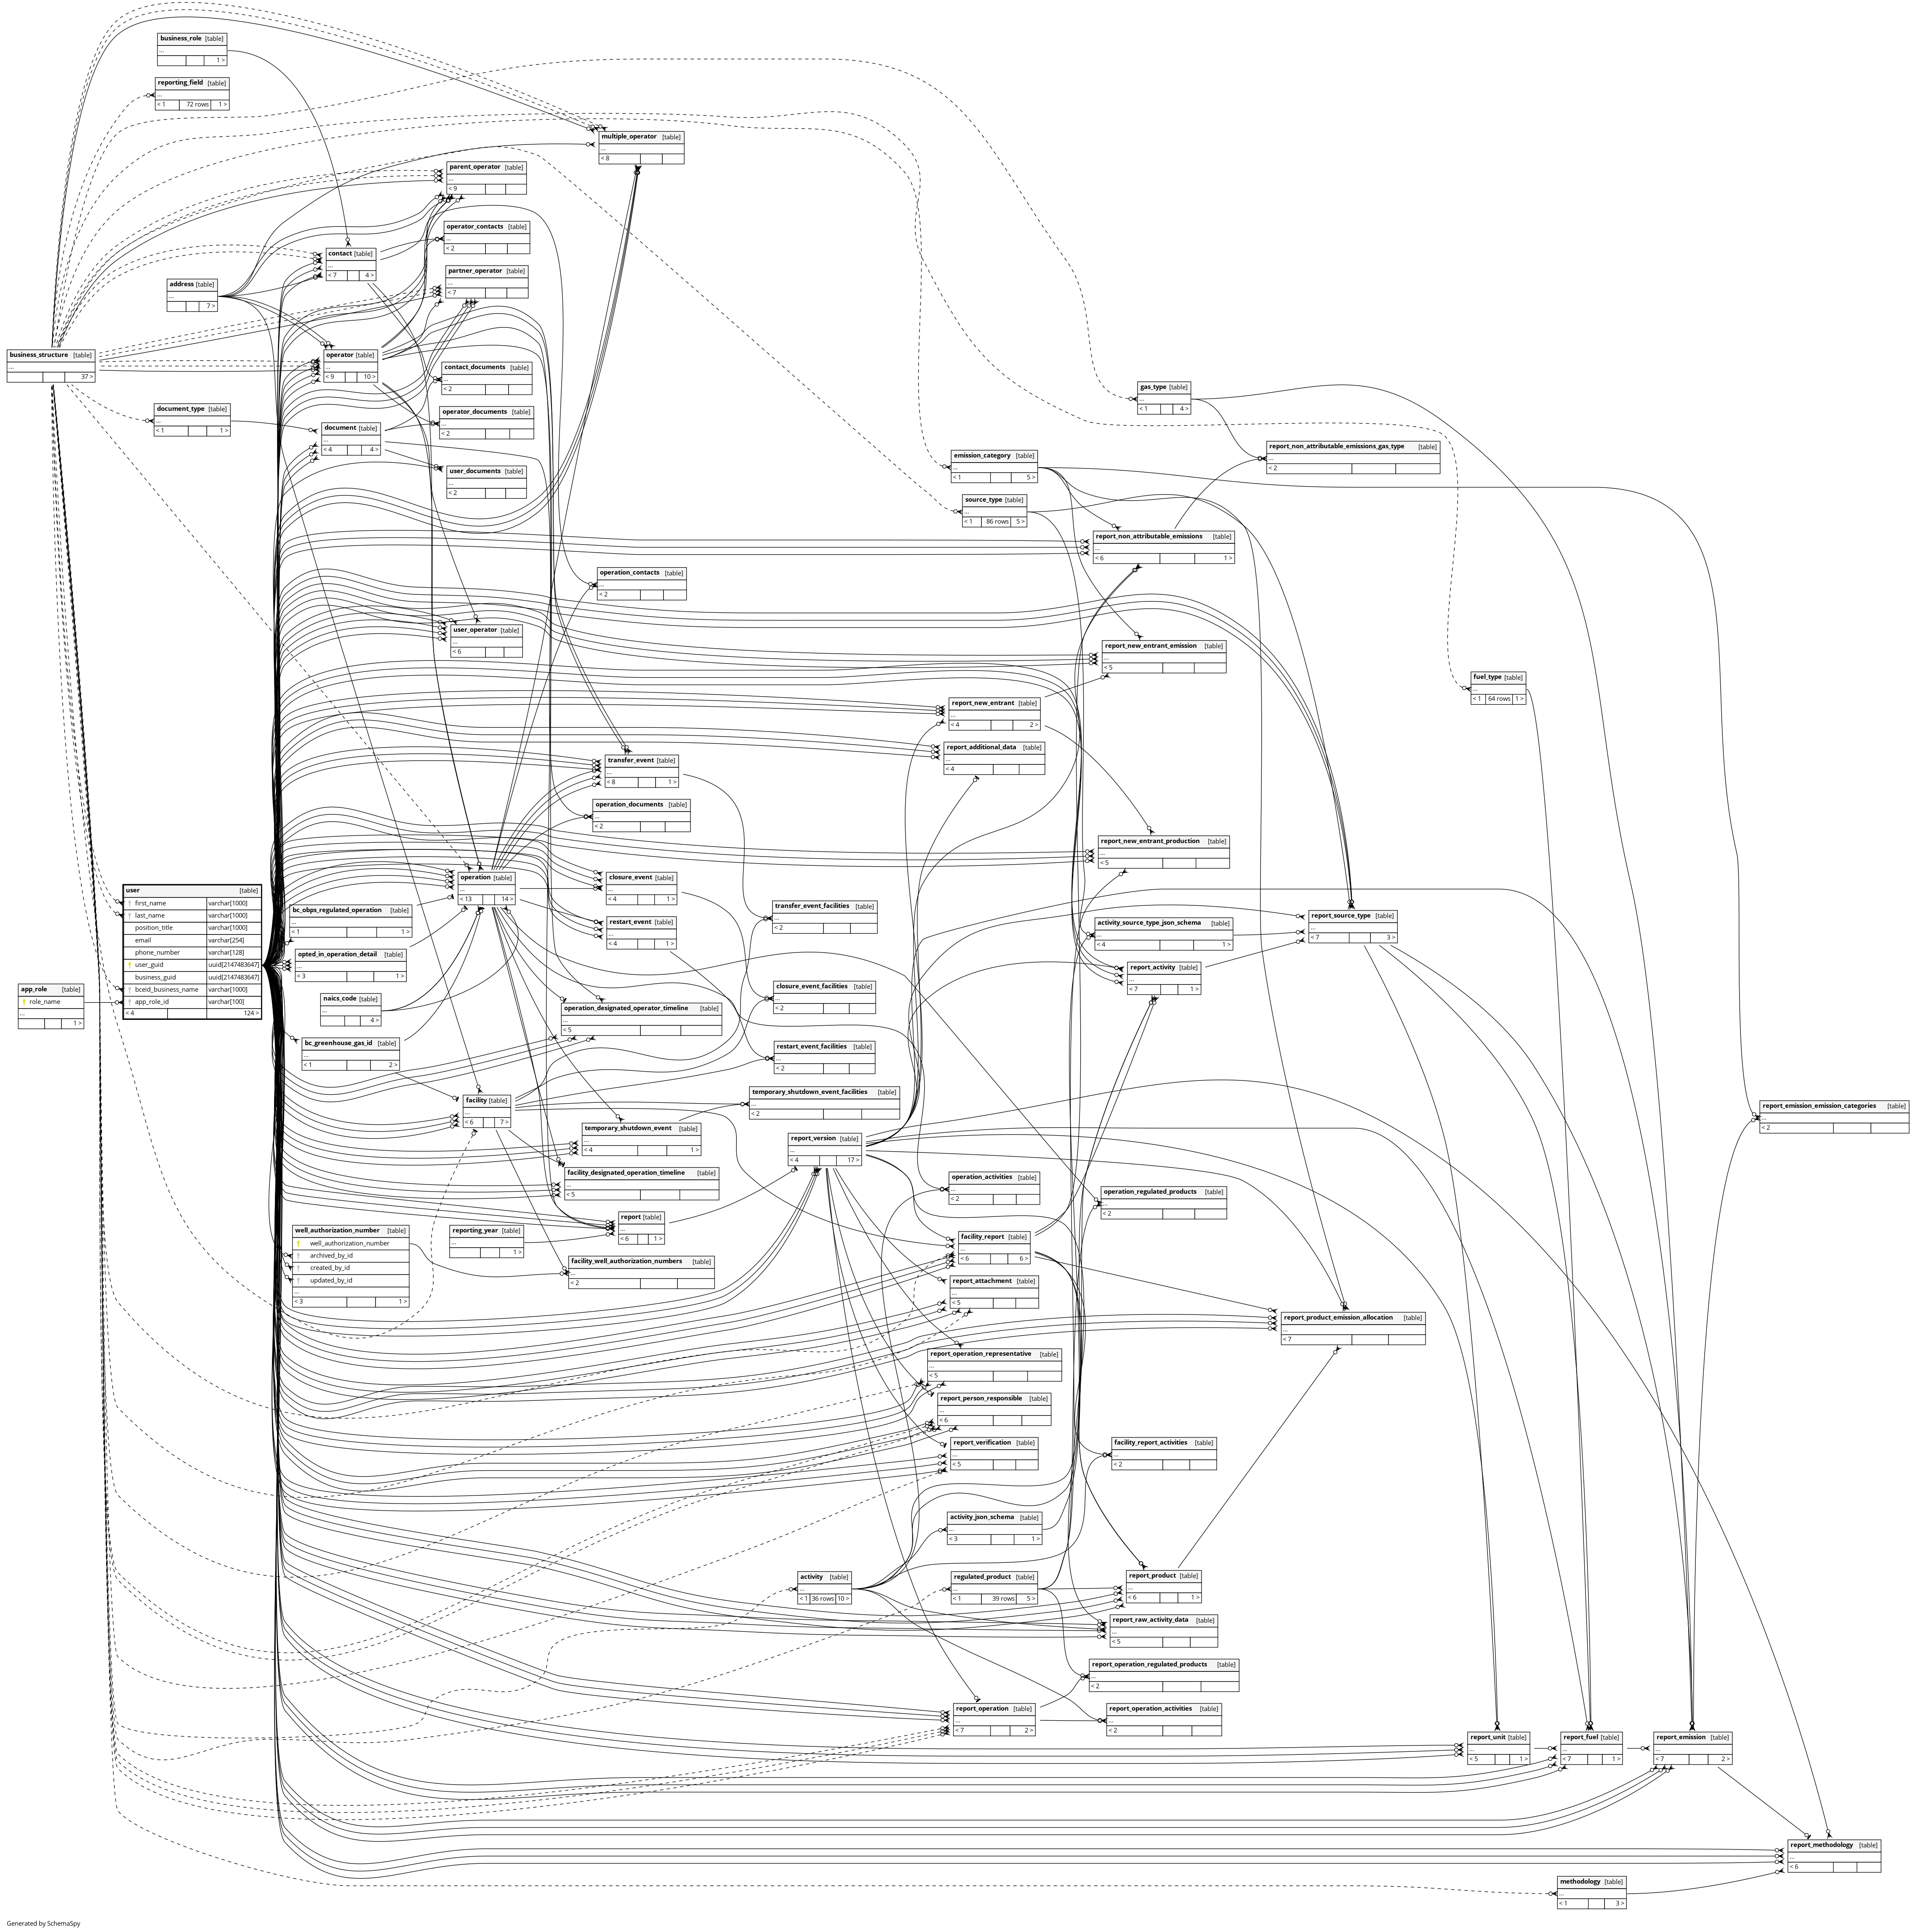 business_role [table]
...
1 >
reporting_field [table]
...
< 1 72 rows 1 >
multiple_operator [table]
...
< 8
parent_operator [table]
...
< 9
operator_contacts [table]
...
< 2
contact [table]
...
< 7 4 >
partner_operator [table]
...
< 7
address [table]
...
7 >
business_structure [table]
...
37 >
operator [table]
...
< 9 10 >
contact_documents [table]
...
< 2
gas_type [table]
...
< 1 4 >
document_type [table]
...
< 1 1 >
operator_documents [table]
...
< 2
document [table]
...
< 4 4 >
report_non_attributable_emissions_gas_type [table]
...
< 2
emission_category [table]
...
< 1 5 >
user_documents [table]
...
< 2
source_type [table]
...
< 1 86 rows 5 >
report_non_attributable_emissions [table]
...
< 6 1 >
operation_contacts [table]
...
< 2
user_operator [table]
...
< 6
report_new_entrant_emission [table]
...
< 5
fuel_type [table]
...
< 1 64 rows 1 >
report_new_entrant [table]
...
< 4 2 >
report_additional_data [table]
...
< 4
transfer_event [table]
...
< 8 1 >
operation_documents [table]
...
< 2
report_new_entrant_production [table]
...
< 5
operation [table]
...
< 13 14 >
closure_event [table]
...
< 4 1 >
user [table]
first_name varchar[1000]
last_name varchar[1000]
position_title varchar[1000]
email varchar[254]
phone_number varchar[128]
user_guid uuid[2147483647]
business_guid uuid[2147483647]
bceid_business_name varchar[1000]
app_role_id varchar[100]
< 4 124 >
transfer_event_facilities [table]
...
< 2
bc_obps_regulated_operation [table]
...
< 1 1 >
report_source_type [table]
...
< 7 3 >
restart_event [table]
...
< 4 1 >
activity_source_type_json_schema [table]
...
< 4 1 >
opted_in_operation_detail [table]
...
< 3 1 >
report_activity [table]
...
< 7 1 >
app_role [table]
role_name
...
1 >
closure_event_facilities [table]
...
< 2
naics_code [table]
...
4 >
operation_designated_operator_timeline [table]
...
< 5
bc_greenhouse_gas_id [table]
...
< 1 2 >
restart_event_facilities [table]
...
< 2
temporary_shutdown_event_facilities [table]
...
< 2
facility [table]
...
< 6 7 >
report_emission_emission_categories [table]
...
< 2
temporary_shutdown_event [table]
...
< 4 1 >
report_version [table]
...
< 4 17 >
facility_designated_operation_timeline [table]
...
< 5
operation_activities [table]
...
< 2
operation_regulated_products [table]
...
< 2
report [table]
...
< 6 1 >
well_authorization_number [table]
well_authorization_number
archived_by_id
created_by_id
updated_by_id
...
< 3 1 >
reporting_year [table]
...
1 >
facility_report [table]
...
< 6 6 >
facility_well_authorization_numbers [table]
...
< 2
report_attachment [table]
...
< 5
report_product_emission_allocation [table]
...
< 7
report_operation_representative [table]
...
< 5
report_person_responsible [table]
...
< 6
report_verification [table]
...
< 5
facility_report_activities [table]
...
< 2
activity_json_schema [table]
...
< 3 1 >
activity [table]
...
< 1 36 rows 10 >
regulated_product [table]
...
< 1 39 rows 5 >
report_product [table]
...
< 6 1 >
report_raw_activity_data [table]
...
< 5
report_operation_regulated_products [table]
...
< 2
report_operation [table]
...
< 7 2 >
report_operation_activities [table]
...
< 2
report_unit [table]
...
< 5 1 >
report_fuel [table]
...
< 7 1 >
report_emission [table]
...
< 7 2 >
report_methodology [table]
...
< 6
methodology [table]
...
< 1 3 >
Generated by SchemaSpy